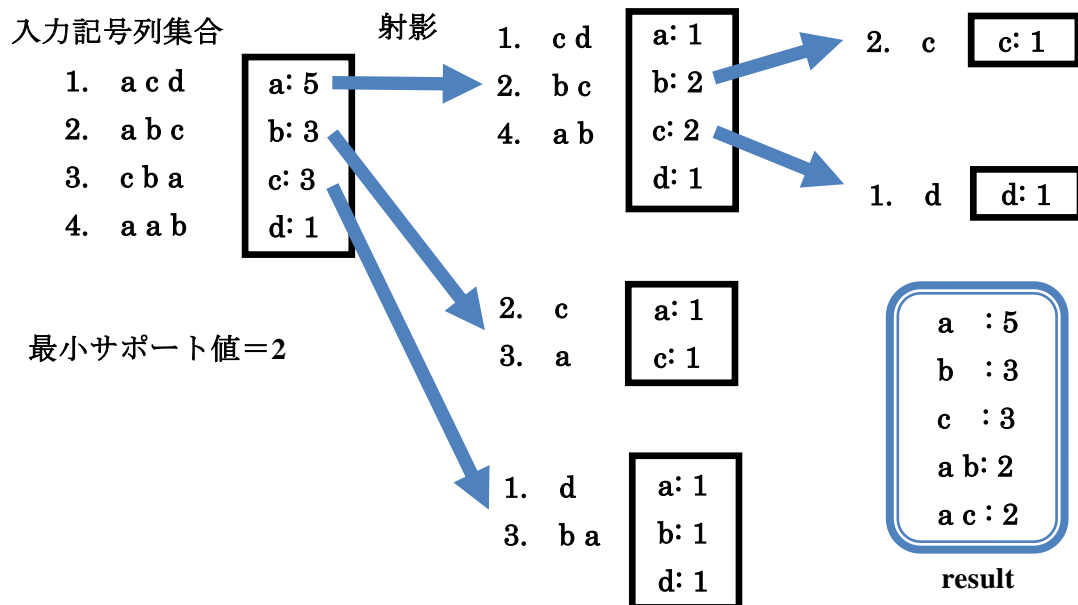 入力記号列集合
1. a c d
2. a b c
3. c b a
4. a a b
a: 5
b: 3
c: 3
d: 1
最小サポート値＝2
射影
1. c d
2. b c
4. a b
a: 1
b: 2
c: 2
d: 1
2. c
c: 1
1. d
d: 1
2. c
3. a
a: 1
c: 1
1. d
3. b a
a: 1
b: 1
d: 1
a : 5
b : 3
c : 3
a b: 2
a c : 2
result